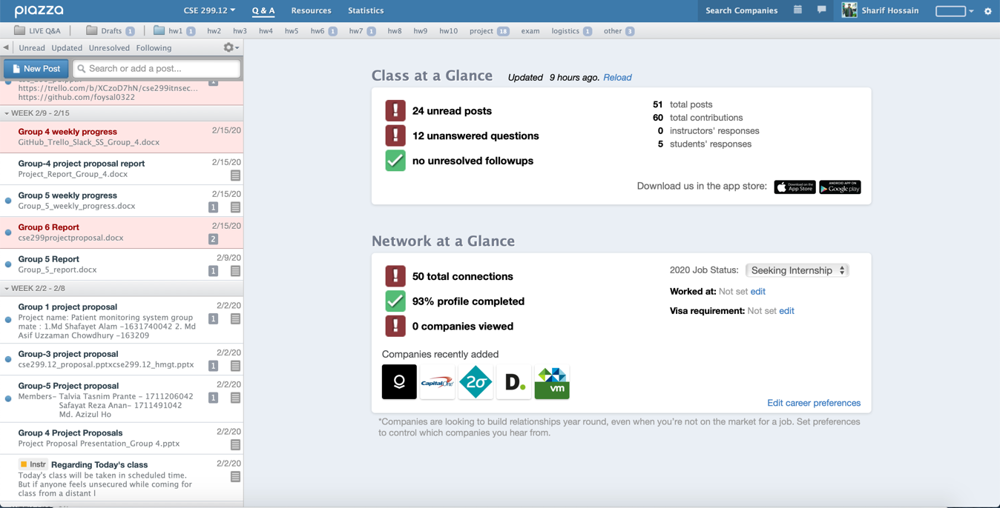 piazza
CSE 299.12
Q & A
Resources
Statistics
Search Companies
Sharif Hossain
LIVE Q&A
Drafts 1
hw1 1
hw2
hw3
hw4
hw5
hw6 1
hw7 1
hw8
hw9
hw10
project 18
exam
logistics 1
other 3
Unread Updated Unresolved Following
New Post
Search or add a post...
https://trello.com/b/XCzoD7hN/cse299itnsec...
https://github.com/foysal0322
WEEK 2/9 - 2/15
Group 4 weekly progress 2/15/20
GitHub_Trello_Slack_SS_Group_4.docx
Group-4 project proposal report 2/15/20
Project_Report_Group_4.docx
Group 5 weekly progress 2/15/20
Group_5_weekly_progress.docx 1
Group 6 Report 2/15/20
cse299projectproposal.docx 2
Group 5 Report 2/9/20
Group_5_report.docx 1
WEEK 2/2 - 2/8
Group 1 project proposal 2/2/20
Project name: Patient monitoring system group 1
mate : 1.Md Shafayet Alam -1631740042 2. Md
Asif Uzzaman Chowdhury -163209
Group-3 project proposal 2/2/20
cse299.12_proposal.pptxcse299.12_hmgt.pptx 1
Group-5 Project proposal 2/2/20
Members- Talvia Tasnim Prante - 1711206042 1
Safayat Reza Anan- 1711491042
Md. Azizul Ho
Group 4 Project Proposals 2/2/20
Project Proposal Presentation_Group 4.pptx
Instr Regarding Today's class 2/2/20
Today's class will be taken in scheduled time.
But if anyone feels unsecured while coming for
class from a distant l
Class at a Glance Updated 9 hours ago. Reload
24 unread posts
12 unanswered questions
no unresolved followups
51 total posts
60 total contributions
0 instructors' responses
5 students' responses
Download us in the app store:
Download on the
App Store
ANDROID APP ON
Google play
Network at a Glance
50 total connections
93% profile completed
0 companies viewed
2020 Job Status: Seeking Internship
Worked at: Not set edit
Visa requirement: Not set edit
Companies recently added
Capital One
2σ
D.
vm
Edit career preferences
*Companies are looking to build relationships year round, even when you're not on the market for a job. Set preferences
to control which companies you hear from.